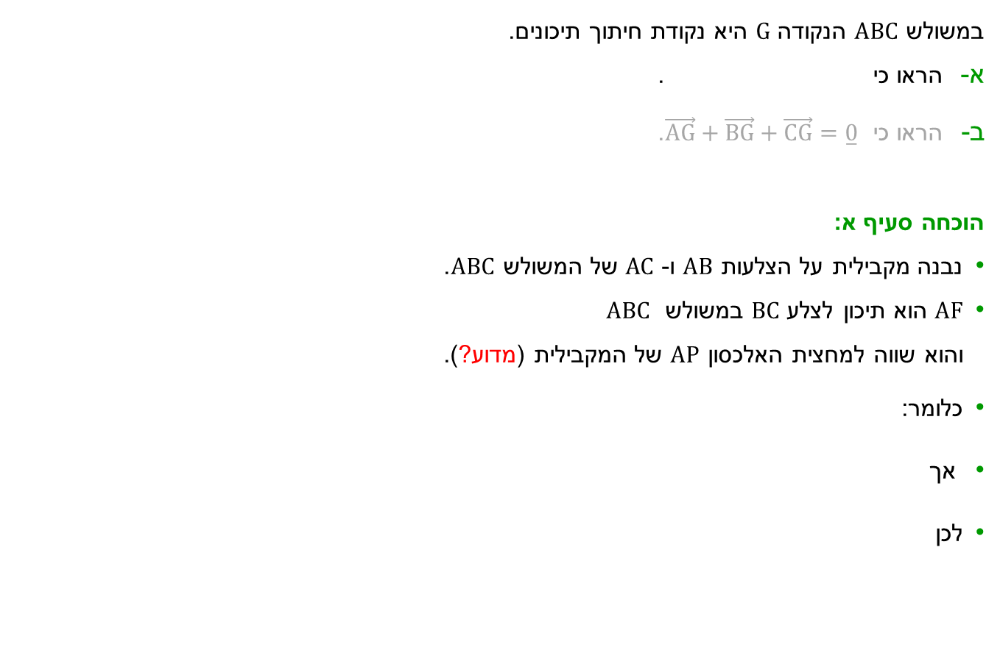 במשולש ABC הנקודה G היא נקודת חיתוך תיכונים.
א- הראו כי .
ב- הראו כי $\overrightarrow{AG} + \overrightarrow{BG} + \overrightarrow{CG} = \underline{0}$.
הוכחה סעיף א:
• נבנה מקבילית על הצלעות AB ו- AC של המשולש ABC.
• AF הוא תיכון לצלע BC במשולש ABC
והוא שווה למחצית האלכסון AP של המקבילית (מדוע?).
• כלומר:
• אך
• לכן